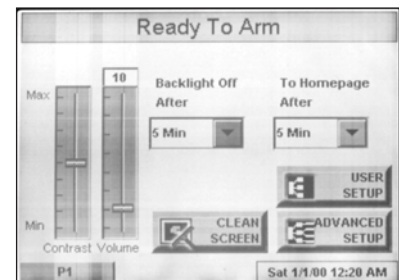 Ready To Arm
10
Max
Min
Contrast Volume
Backlight Off
After
5 Min
To Homepage
After
5 Min
USER
SETUP
CLEAN
SCREEN
ADVANCED
SETUP
P1
Sat 1/1/00 12:20 AM